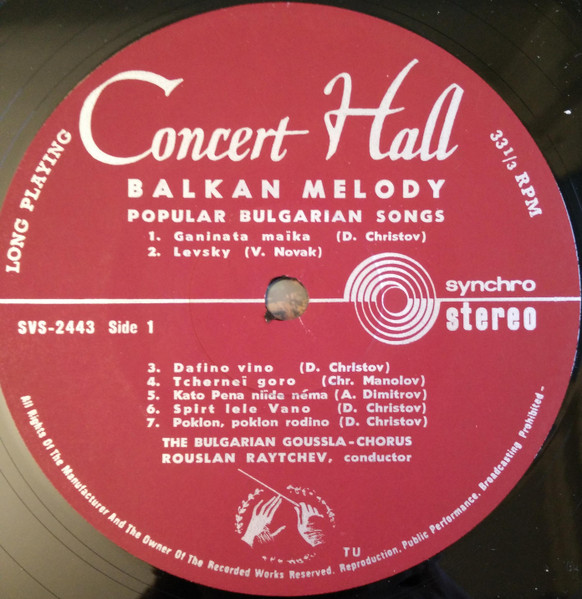 Concert Hall
LONG PLAYING
33 1/3 RPM
BALKAN MELODY
POPULAR BULGARIAN SONGS
1. Ganinata maïka (D. Christov)
2. Levsky (V. Novak)
synchro
stereo
SVS-2443 Side 1
3. Dafino vino (D. Christov)
4. Tcherneï goro (Chr. Manolov)
5. Kato Pena niïde néma (A. Dimitrov)
6. Spirt lele Vano (D. Christov)
7. Poklon, poklon rodino (D. Christov)
THE BULGARIAN GOUSSLA-CHORUS
ROUSLAN RAYTCHEV, conductor
TU
All Rights Of The Manufacturer And The Owner Of The Recorded Works Reserved. Reproduction. Public Performance. Broadcasting Prohibited-